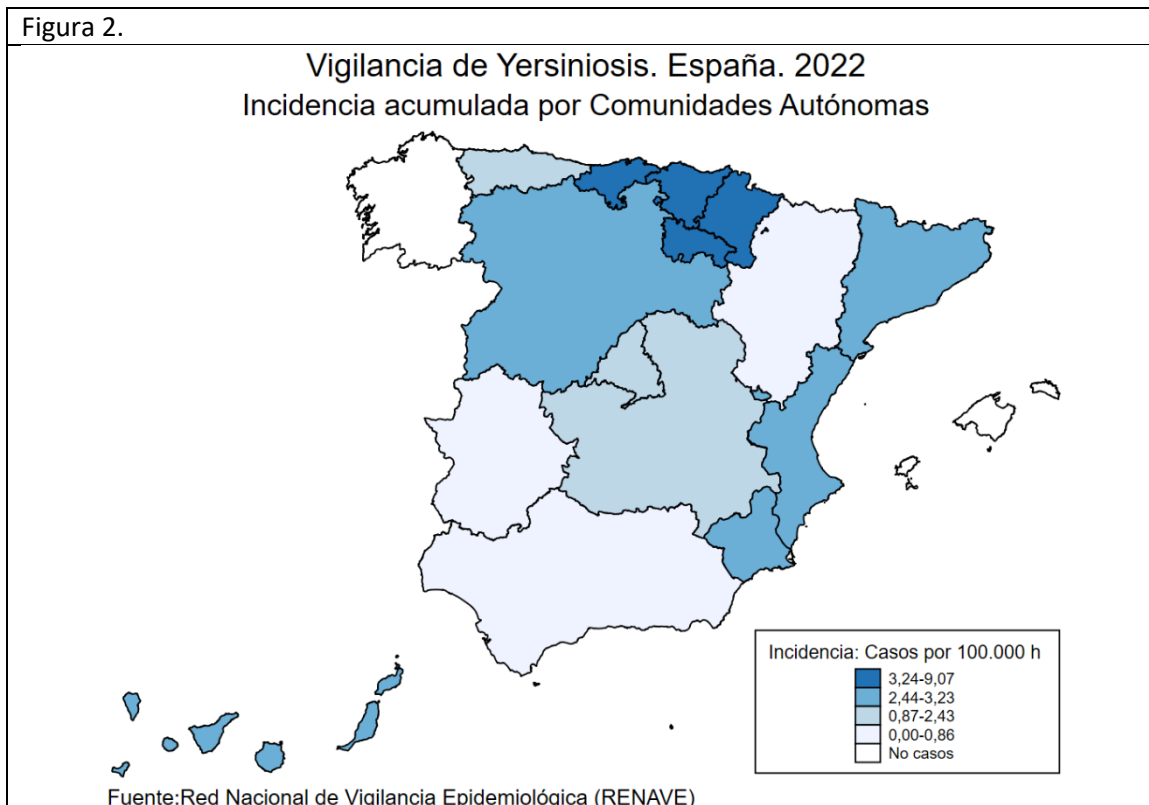 Figura 2.
Vigilancia de Yersiniosis. España. 2022
Incidencia acumulada por Comunidades Autónomas
Incidencia: Casos por 100.000 h
3,24-9,07
2,44-3,23
0,87-2,43
0,00-0,86
No casos
Fuente:Red Nacional de Vigilancia Epidemiológica (RENAVE)